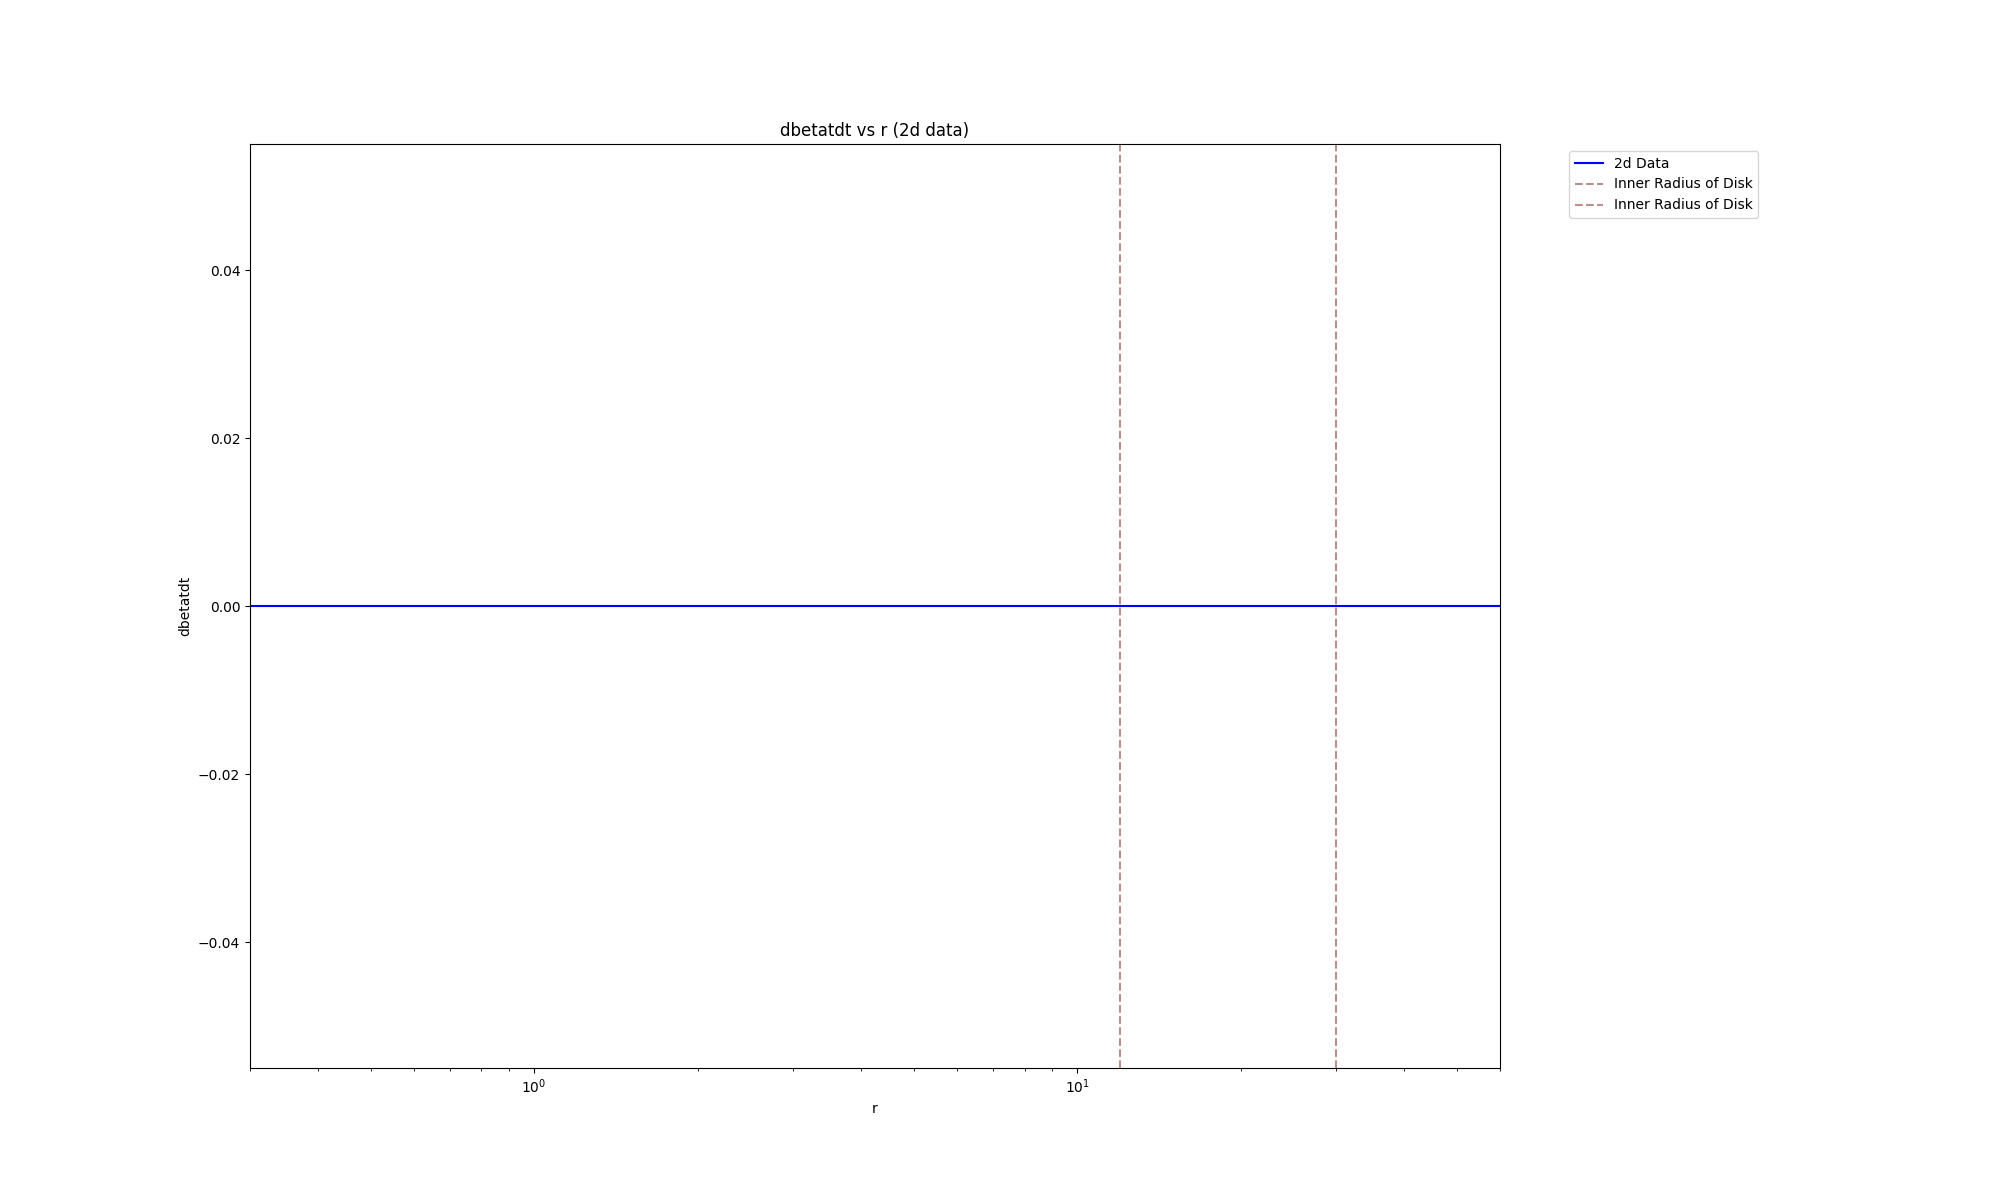 dbetatdt vs r (2d data)
2d Data
Inner Radius of Disk
Inner Radius of Disk
0.04
0.02
0.00
−0.02
−0.04
dbetatdt
10⁰
10¹
r